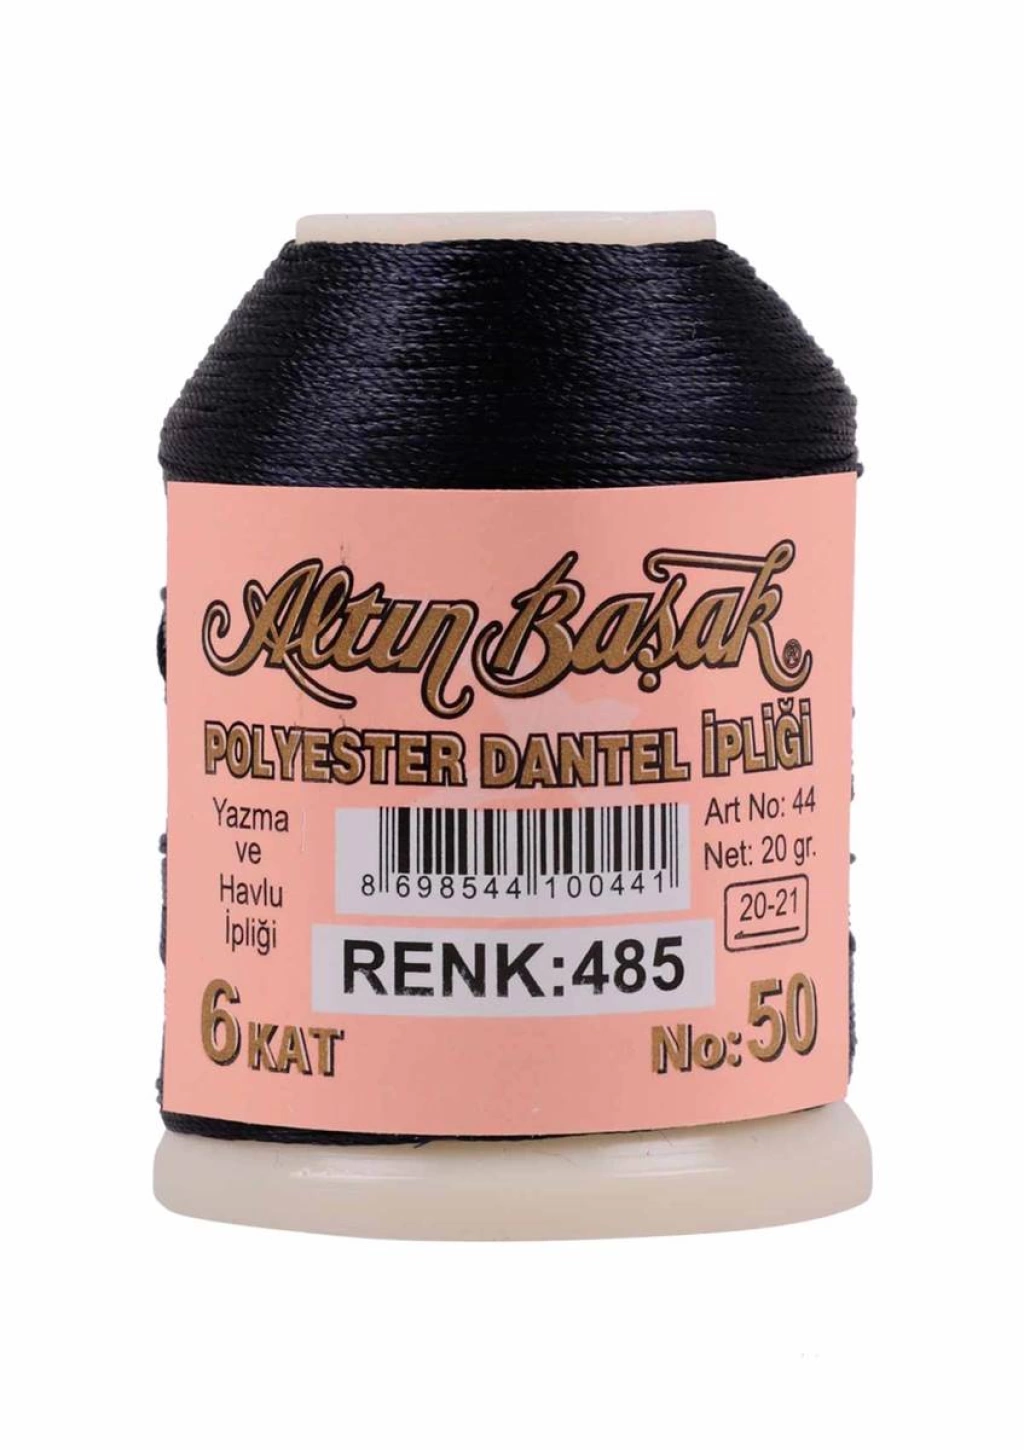 Altın Başak ®
POLYESTER DANTEL İPLİĞİ
Yazma
ve
Havlu
İpliği
8 698544 100441
Art No: 44
Net: 20 gr.
20-21
RENK:485
6 KAT
No: 50